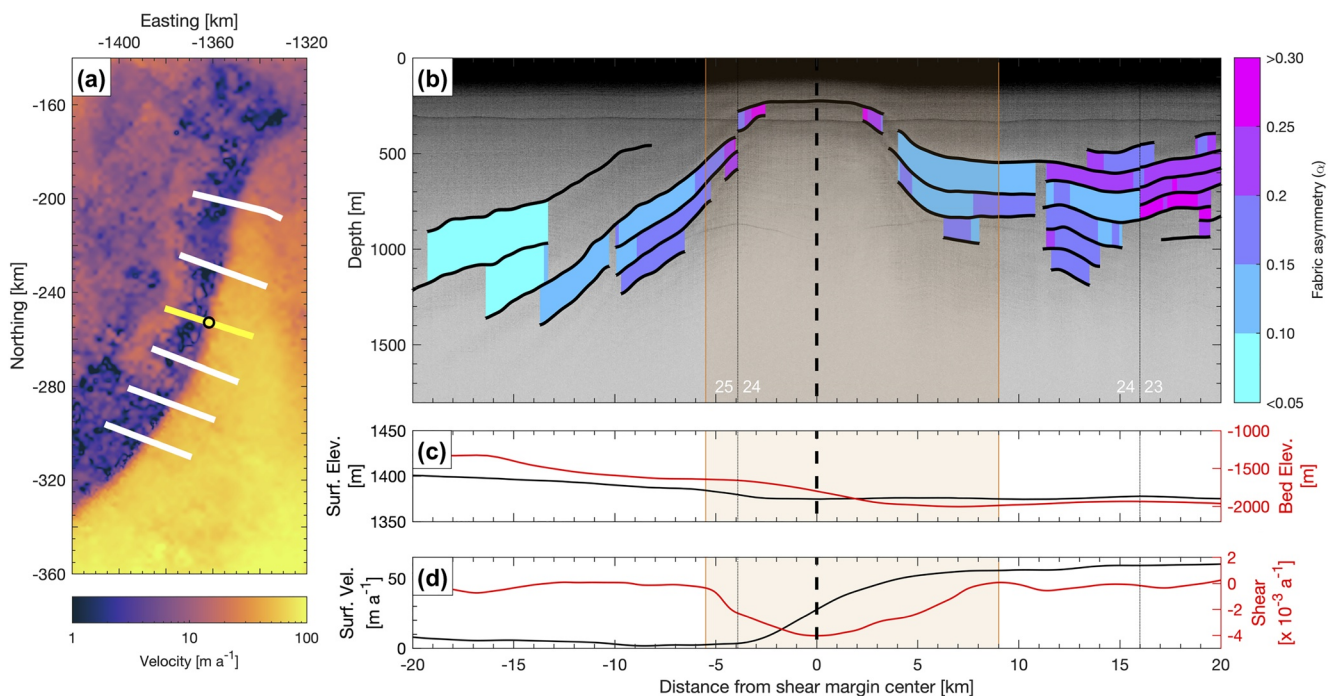 Easting [km]
-1400 -1360 -1320
(a)
Northing [km]
-160
-200
-240
-280
-320
-360
1 10 100
Velocity [m a⁻¹]
(b)
Depth [m]
0
500
1000
1500
25 24
24 23
>0.30
0.25
0.2
0.15
0.10
<0.05
Fabric asymmetry (α)
(c)
Surf. Elev.
[m]
1450
1400
1350
-1000
-1500
-2000
Bed Elev.
[m]
(d)
Surf. Vel.
[m a⁻¹]
50
0
2
0
-2
-4
Shear
[x 10⁻³ a⁻¹]
-20 -15 -10 -5 0 5 10 15 20
Distance from shear margin center [km]